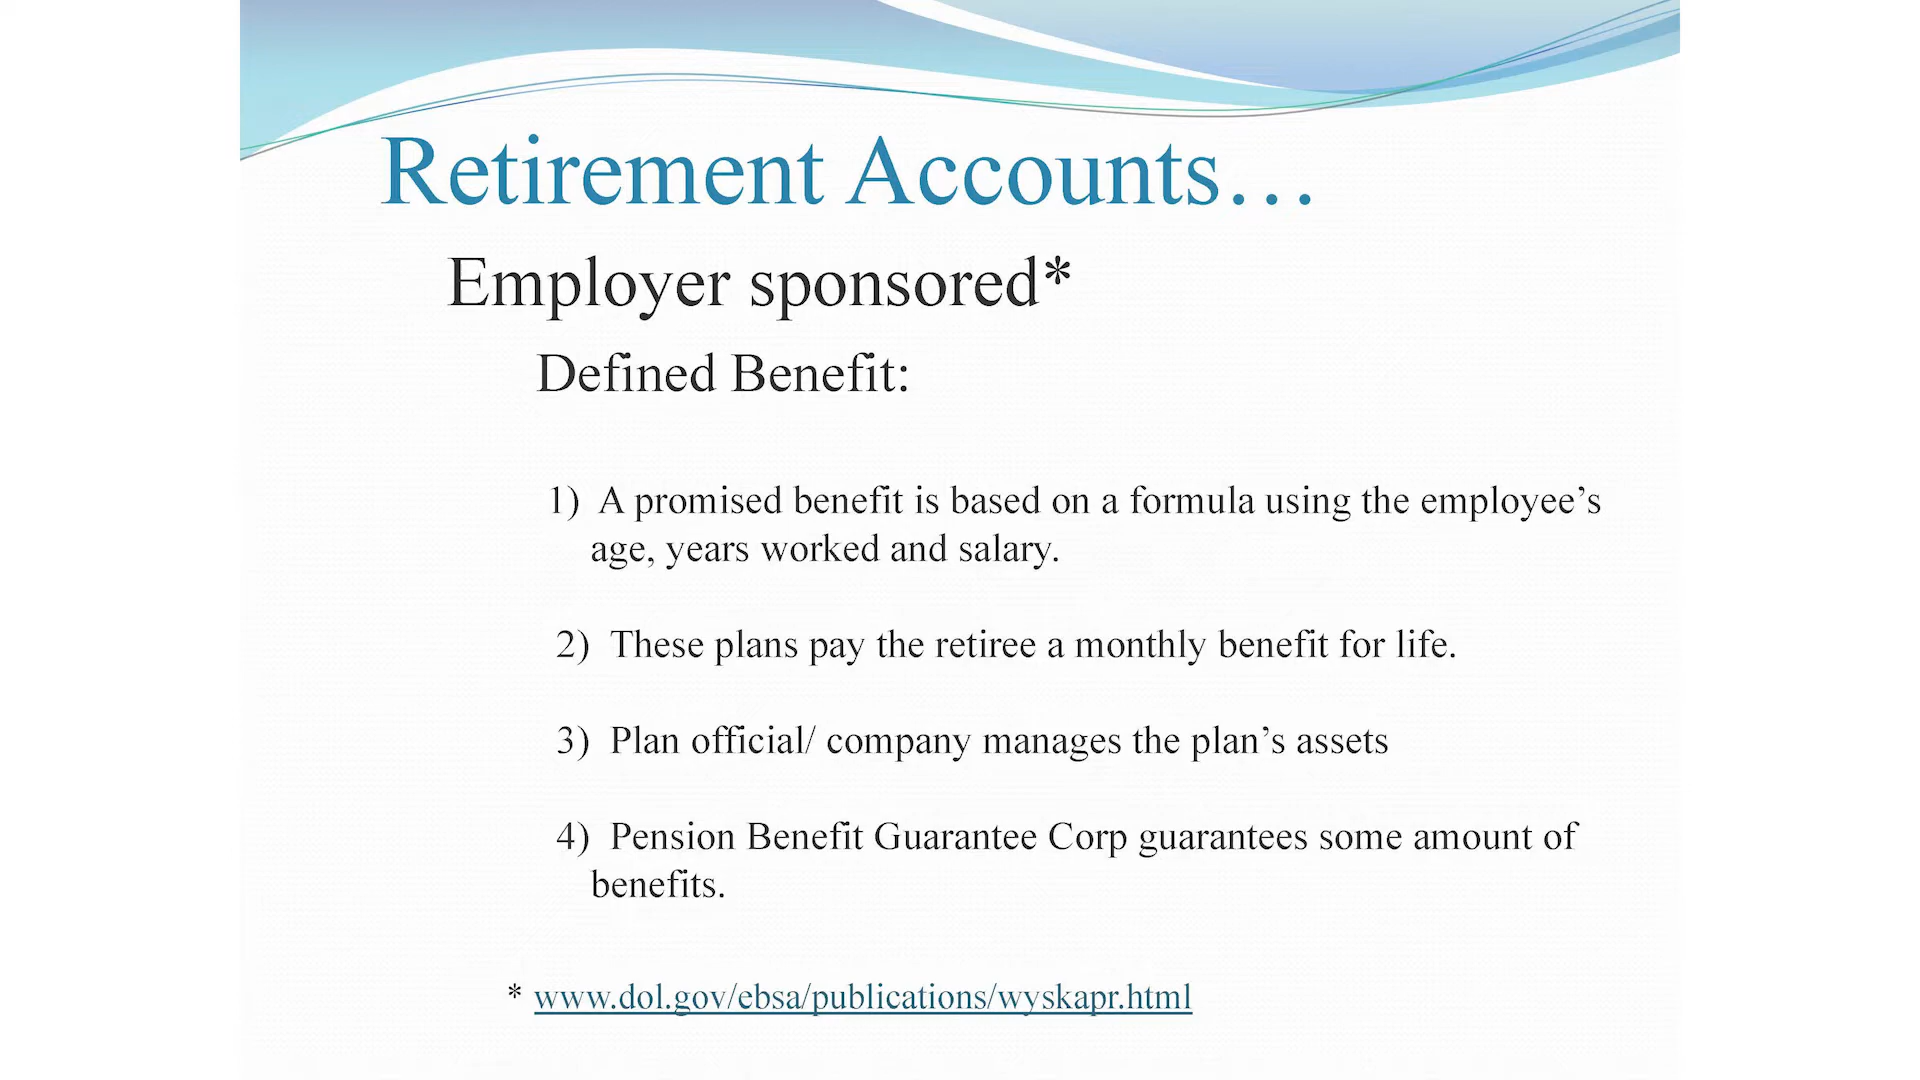 Retirement Accounts…
Employer sponsored*
Defined Benefit:
1) A promised benefit is based on a formula using the employee’s
age, years worked and salary.
2) These plans pay the retiree a monthly benefit for life.
3) Plan official/ company manages the plan’s assets
4) Pension Benefit Guarantee Corp guarantees some amount of
benefits.
* www.dol.gov/ebsa/publications/wyskapr.html